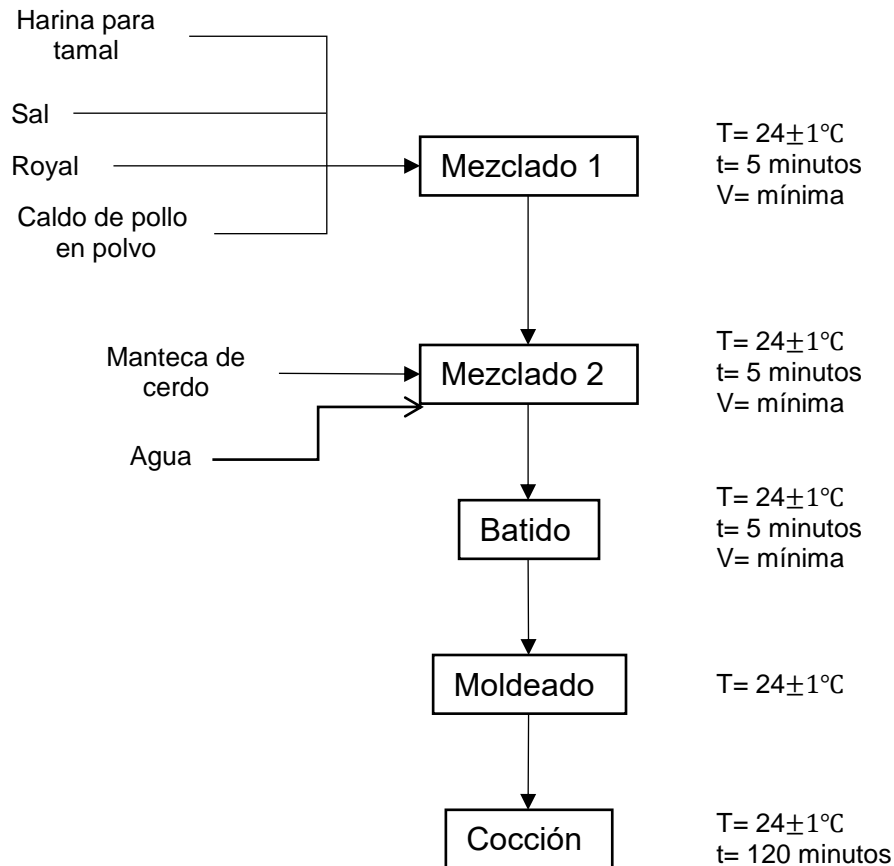 Harina para
tamal
Sal
Royal
Caldo de pollo
en polvo
Mezclado 1
T= 24±1°C
t= 5 minutos
V= mínima
Manteca de
cerdo
Agua
Mezclado 2
T= 24±1°C
t= 5 minutos
V= mínima
Batido
T= 24±1°C
t= 5 minutos
V= mínima
Moldeado
T= 24±1°C
Cocción
T= 24±1°C
t= 120 minutos